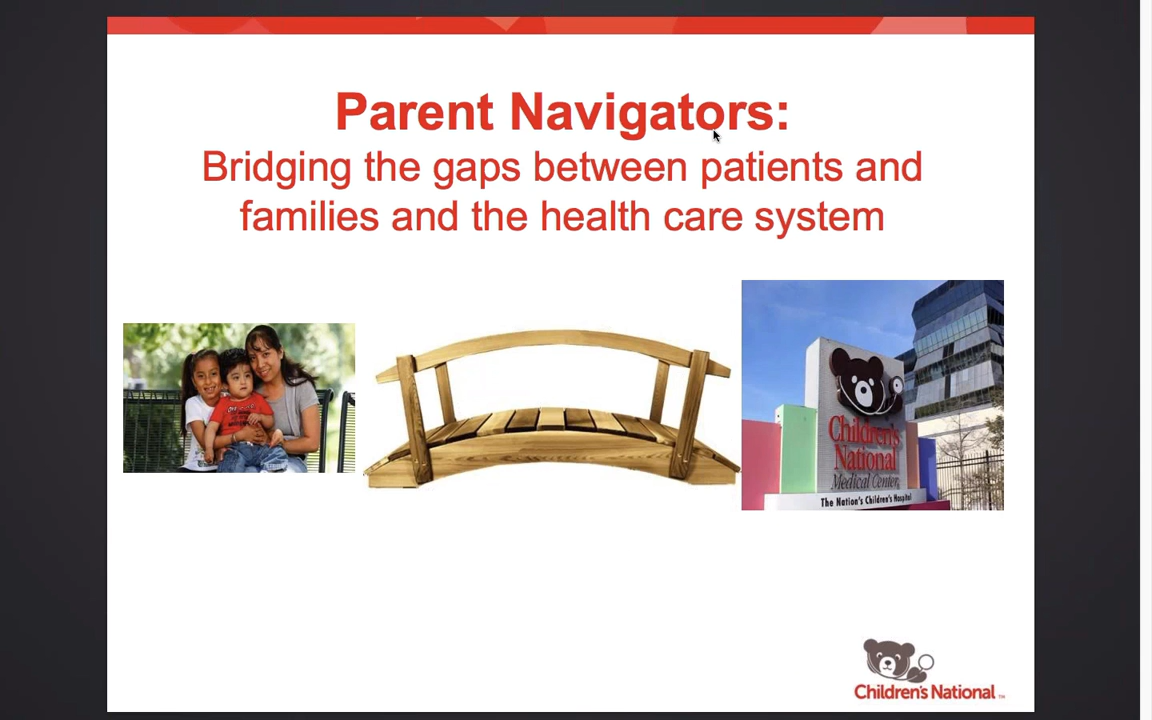 Parent Navigators:
Bridging the gaps between patients and
families and the health care system
Children's
National
Medical Center
The Nation's Children's Hospital
Children's National ™